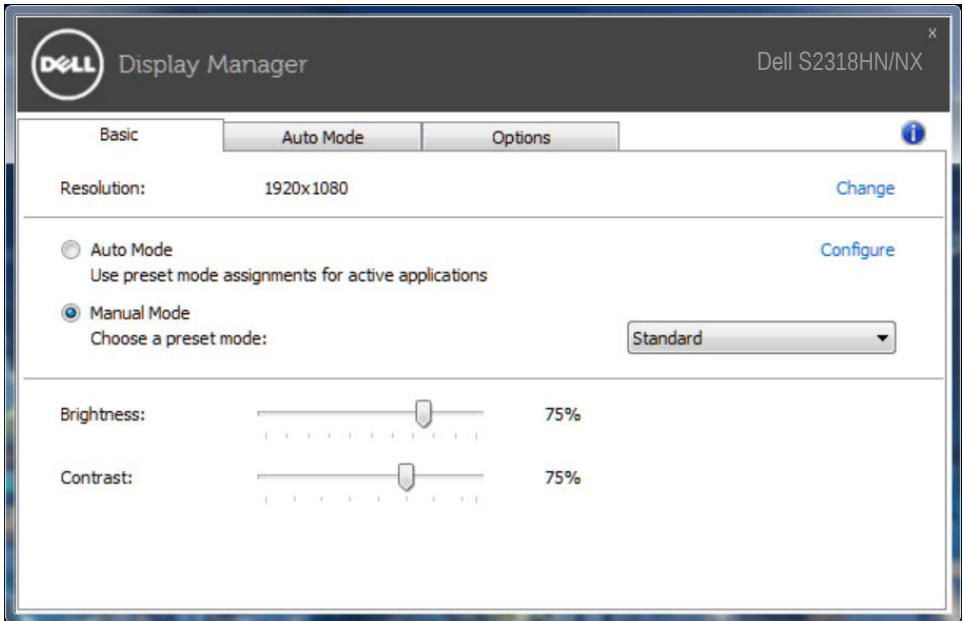 x
DELL Display Manager Dell S2318HN/NX
Basic Auto Mode Options i
Resolution: 1920x1080 Change
Auto Mode Configure
Use preset mode assignments for active applications
Manual Mode
Choose a preset mode: Standard
Brightness: 75%
Contrast: 75%